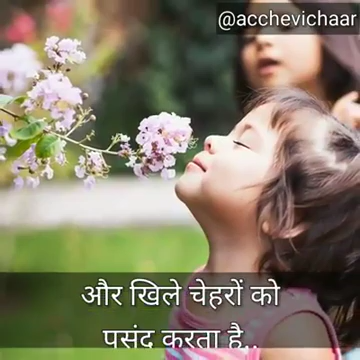 @acchevichaar
और खिले चेहरों को
पसंद करता है..